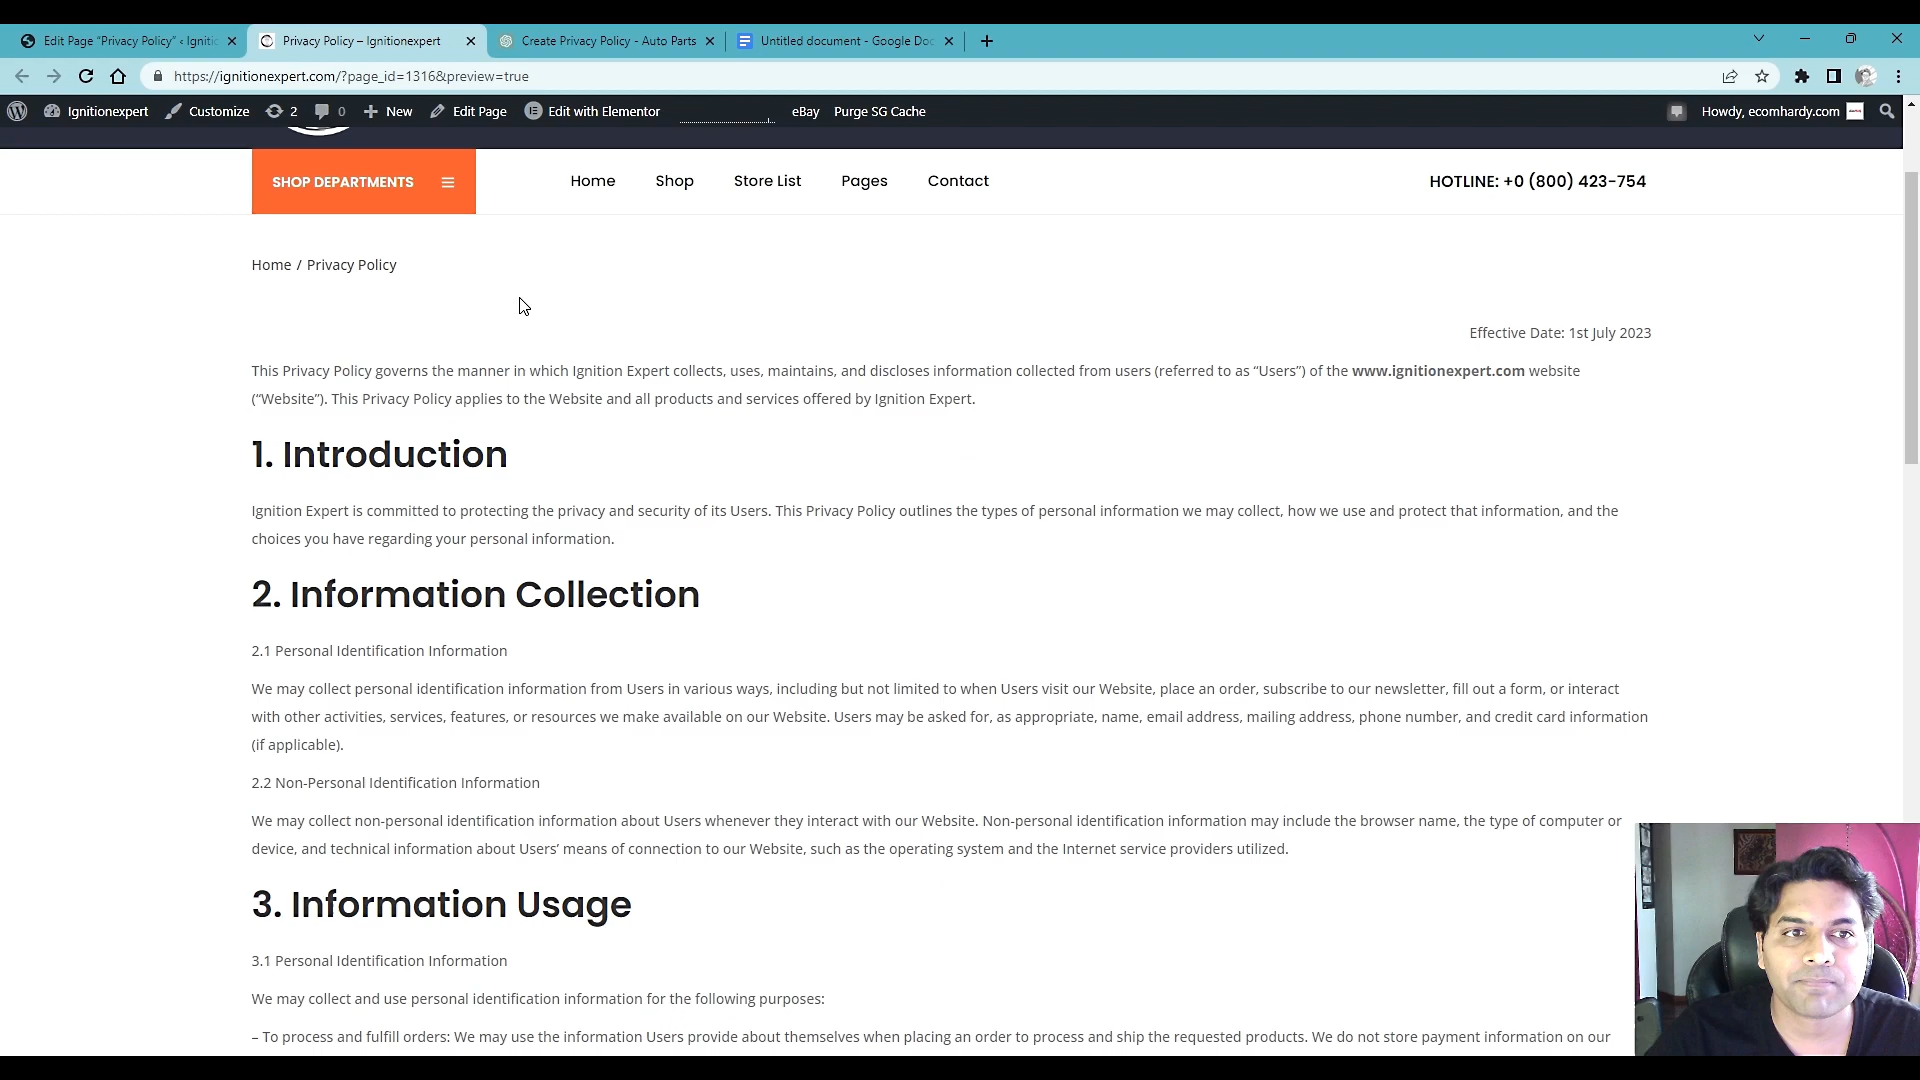 Edit Page “Privacy Policy” ‹ Igniti
Privacy Policy – Ignitionexpert
Create Privacy Policy - Auto Parts
Untitled document - Google Doc
https://ignitionexpert.com/?page_id=1316&preview=true
Ignitionexpert
Customize
2
0
New
Edit Page
Edit with Elementor
eBay
Purge SG Cache
Howdy, ecomhardy.com
SHOP DEPARTMENTS
Home
Shop
Store List
Pages
Contact
HOTLINE: +0 (800) 423-754
Home / Privacy Policy
Effective Date: 1st July 2023
This Privacy Policy governs the manner in which Ignition Expert collects, uses, maintains, and discloses information collected from users (referred to as “Users”) of the www.ignitionexpert.com website
(“Website”). This Privacy Policy applies to the Website and all products and services offered by Ignition Expert.
1. Introduction
Ignition Expert is committed to protecting the privacy and security of its Users. This Privacy Policy outlines the types of personal information we may collect, how we use and protect that information, and the
choices you have regarding your personal information.
2. Information Collection
2.1 Personal Identification Information
We may collect personal identification information from Users in various ways, including but not limited to when Users visit our Website, place an order, subscribe to our newsletter, fill out a form, or interact
with other activities, services, features, or resources we make available on our Website. Users may be asked for, as appropriate, name, email address, mailing address, phone number, and credit card information
(if applicable).
2.2 Non-Personal Identification Information
We may collect non-personal identification information about Users whenever they interact with our Website. Non-personal identification information may include the browser name, the type of computer or
device, and technical information about Users’ means of connection to our Website, such as the operating system and the Internet service providers utilized.
3. Information Usage
3.1 Personal Identification Information
We may collect and use personal identification information for the following purposes:
– To process and fulfill orders: We may use the information Users provide about themselves when placing an order to process and ship the requested products. We do not store payment information on our